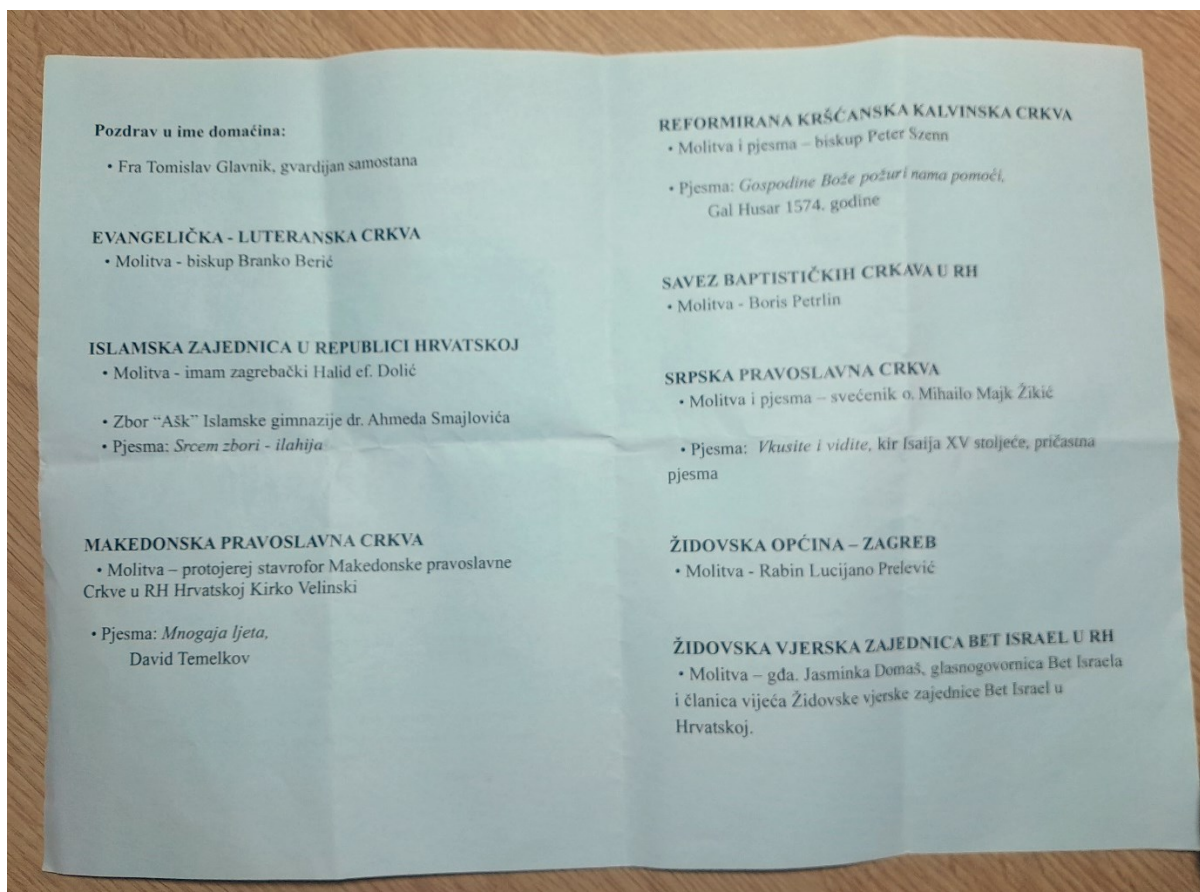 Pozdrav u ime domaćina:
• Fra Tomislav Glavnik, gvardijan samostana
EVANGELIČKA - LUTERANSKA CRKVA
• Molitva - biskup Branko Berić
ISLAMSKA ZAJEDNICA U REPUBLICI HRVATSKOJ
• Molitva - imam zagrebački Halid ef. Dolić
• Zbor “Ašk” Islamske gimnazije dr. Ahmeda Smajlovića
• Pjesma: Srcem zbori - ilahija
MAKEDONSKA PRAVOSLAVNA CRKVA
• Molitva – protojerej stavrofor Makedonske pravoslavne
Crkve u RH Hrvatskoj Kirko Velinski
• Pjesma: Mnogaja ljeta,
David Temelkov
REFORMIRANA KRŠĆANSKA KALVINSKA CRKVA
• Molitva i pjesma – biskup Peter Szenn
• Pjesma: Gospodine Bože požuri nama pomoći,
Gal Husar 1574. godine
SAVEZ BAPTISTIČKIH CRKAVA U RH
• Molitva - Boris Petrlin
SRPSKA PRAVOSLAVNA CRKVA
• Molitva i pjesma – svećenik o. Mihailo Majk Žikić
• Pjesma: Vkusite i vidite, kir Isaija XV stoljeće, pričastna
pjesma
ŽIDOVSKA OPĆINA – ZAGREB
• Molitva - Rabin Lucijano Prelević
ŽIDOVSKA VJERSKA ZAJEDNICA BET ISRAEL U RH
• Molitva – gđa. Jasminka Domaš, glasnogovornica Bet Israela
i članica vijeća Židovske vjerske zajednice Bet Israel u
Hrvatskoj.